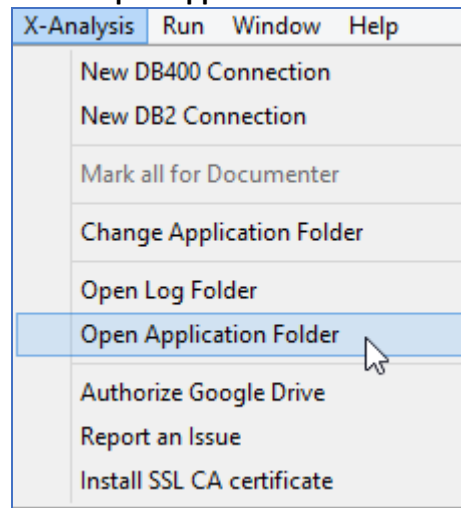 X-Analysis Run Window Help
New DB400 Connection
New DB2 Connection
Mark all for Documenter
Change Application Folder
Open Log Folder
Open Application Folder
Authorize Google Drive
Report an Issue
Install SSL CA certificate